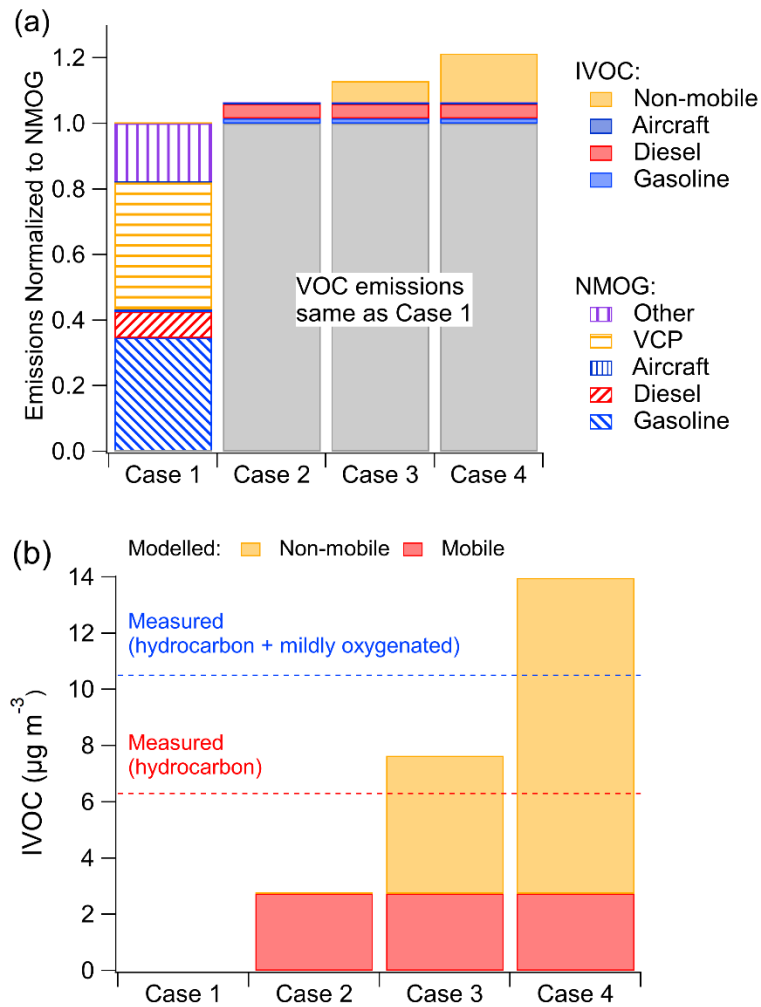 (a)
Emissions Normalized to NMOG
1.2
1.0
0.8
0.6
0.4
0.2
0.0
VOC emissions
same as Case 1
Case 1 Case 2 Case 3 Case 4
IVOC:
Non-mobile
Aircraft
Diesel
Gasoline
NMOG:
Other
VCP
Aircraft
Diesel
Gasoline
(b)
Modelled: Non-mobile Mobile
IVOC (µg m⁻³)
14
12
10
8
6
4
2
0
Measured
(hydrocarbon + mildly oxygenated)
Measured
(hydrocarbon)
Case 1 Case 2 Case 3 Case 4